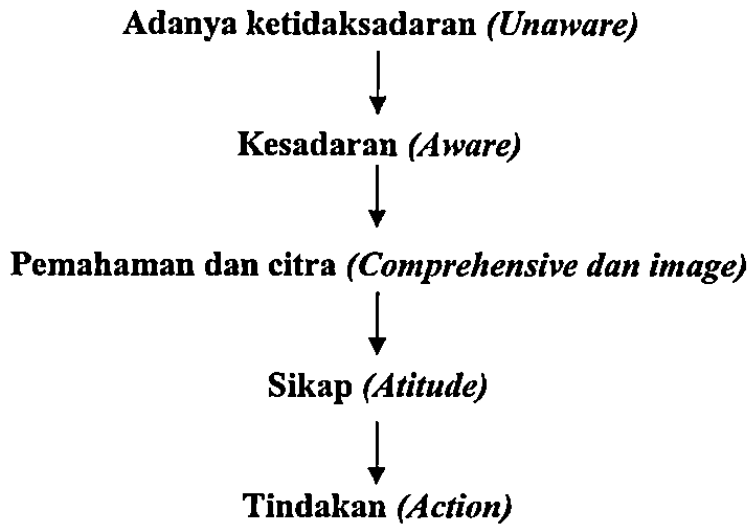 Adanya ketidaksadaran (Unaware)
Kesadaran (Aware)
Pemahaman dan citra (Comprehensive dan image)
Sikap (Atitude)
Tindakan (Action)